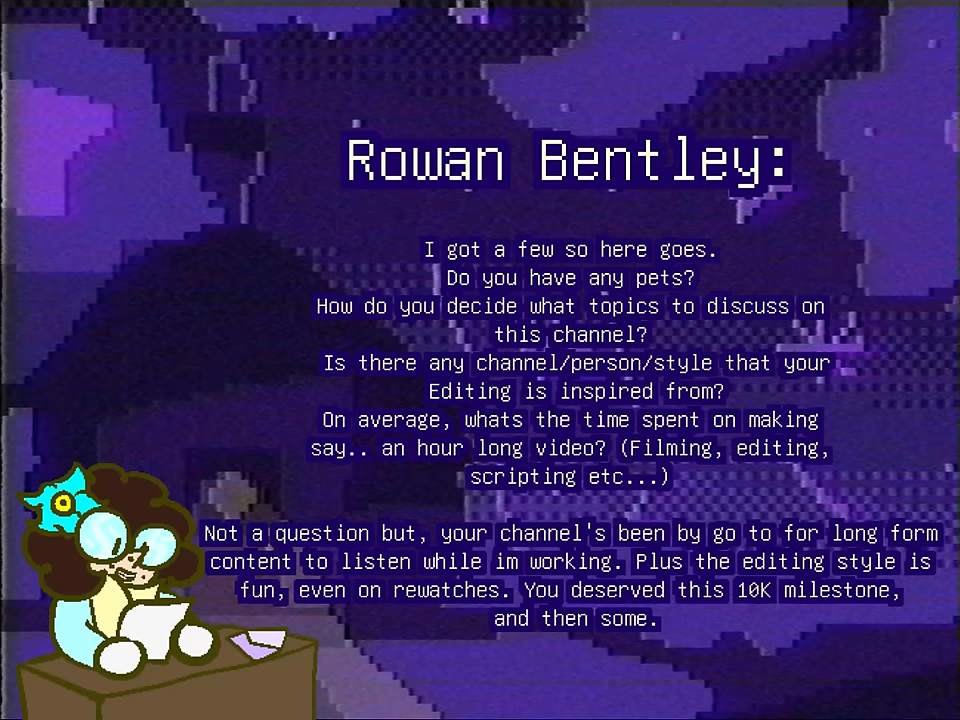 Rowan Bentley:
I got a few so here goes.
Do you have any pets?
How do you decide what topics to discuss on
this channel?
Is there any channel/person/style that your
Editing is inspired from?
On average, whats the time spent on making
say.. an hour long video? (Filming, editing,
scripting etc...)
Not a question but, your channel's been by go to for long form
content to listen while im working. Plus the editing style is
fun, even on rewatches. You deserved this 10K milestone,
and then some.